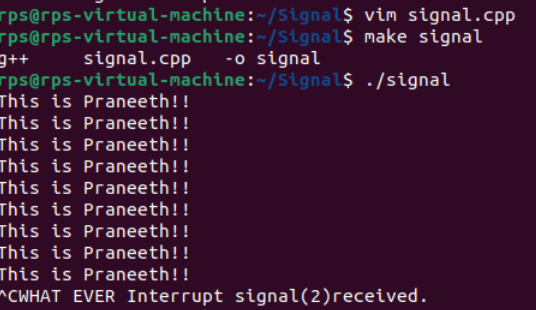 rps@rps-virtual-machine:~/Signal$ vim signal.cpp
rps@rps-virtual-machine:~/Signal$ make signal
g++     signal.cpp   -o signal
rps@rps-virtual-machine:~/Signal$ ./signal
This is Praneeth!!
This is Praneeth!!
This is Praneeth!!
This is Praneeth!!
This is Praneeth!!
This is Praneeth!!
This is Praneeth!!
This is Praneeth!!
This is Praneeth!!
^CWHAT EVER Interrupt signal(2)received.